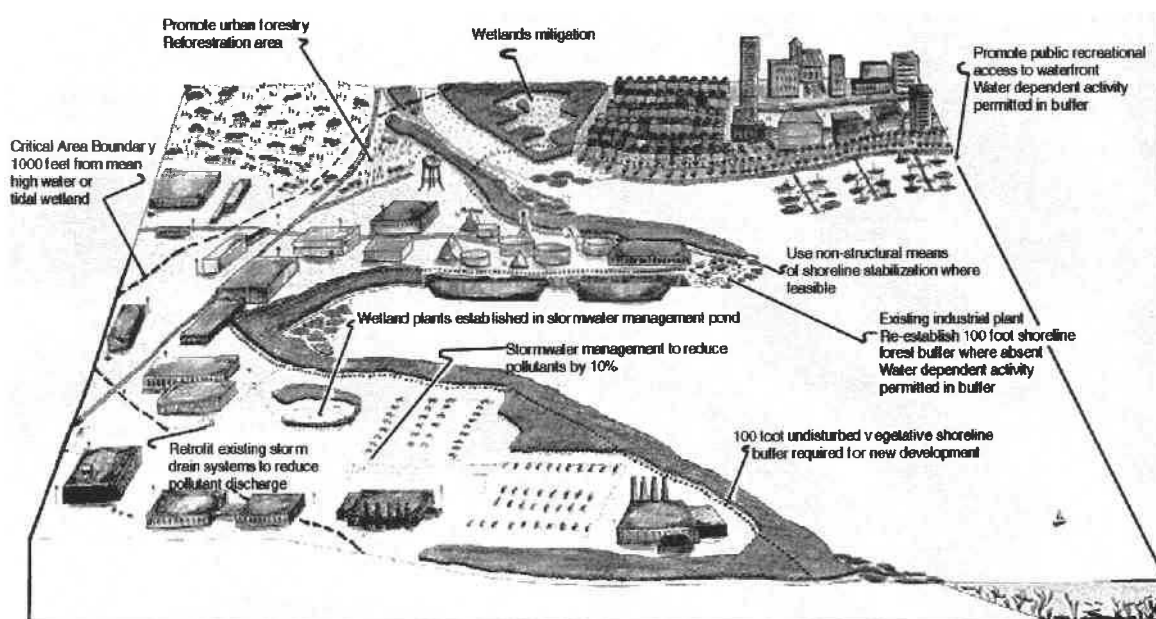 Promote urban forestry
Reforestration area
Wetlands mitigation
Promote public recreational
access to waterfront
Water dependent activity
permitted in buffer
Critical Area Boundary
1000 feel from mean
high water or
tidal wetland
Use non-structural means
of shoreline stabilization where
feasible
Existing industrial plant
Re-establish 100 foot shoreline
forest buffer where absent
Water dependent activity
permitted in buffer
Wetland plants established in stormwater management pond
Stormwater management to reduce
pollutants by 10%
100 foot undisturbed vegetative shoreline
buffer required for new development
Retrofit existing storm
drain systems to reduce
pollutant discharge